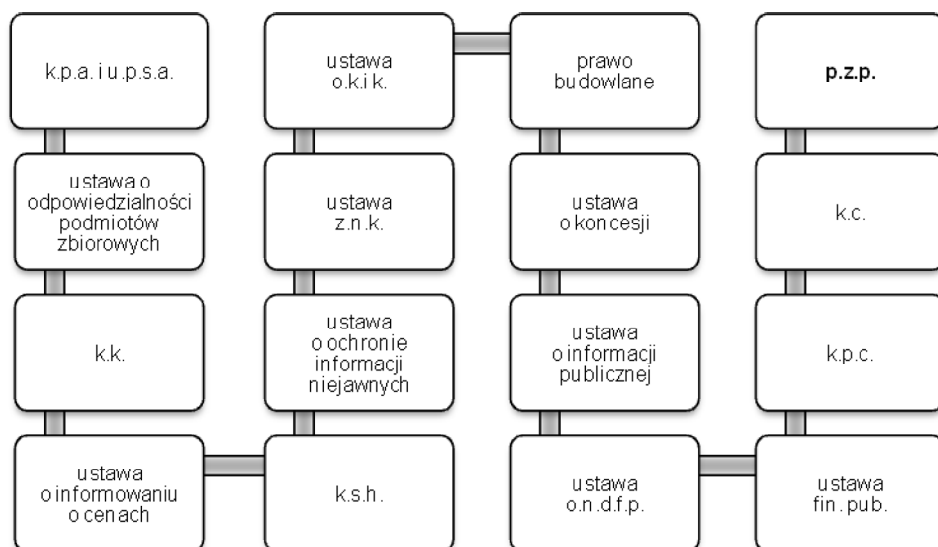 k.p.a. i u.p.s.a.
ustawa
o.k.i k.
prawo
budowlane
p.z.p.
ustawa o
odpowiedzialności
podmiotów
zbiorowych
ustawa
z.n.k.
ustawa
o koncesji
k.c.
k.k.
ustawa
o ochronie
informacji
niejawnych
ustawa
o informacji
publicznej
k.p.c.
ustawa
o informowaniu
o cenach
k.s.h.
ustawa
o.n.d.f.p.
ustawa
fin. pub.